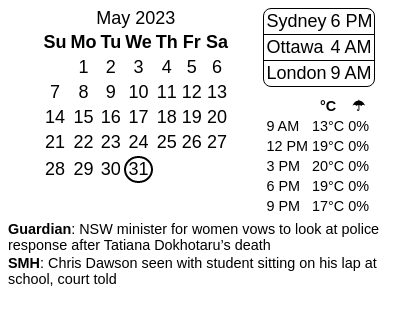 May 2023
Su Mo Tu We Th Fr Sa
1 2 3 4 5 6
7 8 9 10 11 12 13
14 15 16 17 18 19 20
21 22 23 24 25 26 27
28 29 30 31
Sydney 6 PM
Ottawa 4 AM
London 9 AM
°C ☂
9 AM 13°C 0%
12 PM 19°C 0%
3 PM 20°C 0%
6 PM 19°C 0%
9 PM 17°C 0%
Guardian: NSW minister for women vows to look at police
response after Tatiana Dokhotaru’s death
SMH: Chris Dawson seen with student sitting on his lap at
school, court told